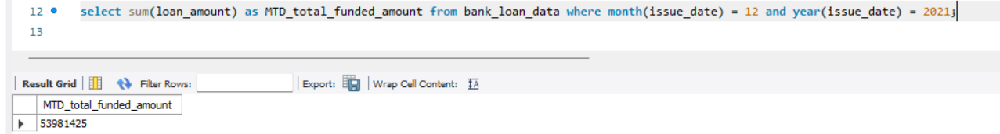 12 select sum(loan_amount) as MTD_total_funded_amount from bank_loan_data where month(issue_date) = 12 and year(issue_date) = 2021;
13
Result Grid Filter Rows: Export: Wrap Cell Content: IA
MTD_total_funded_amount
53981425